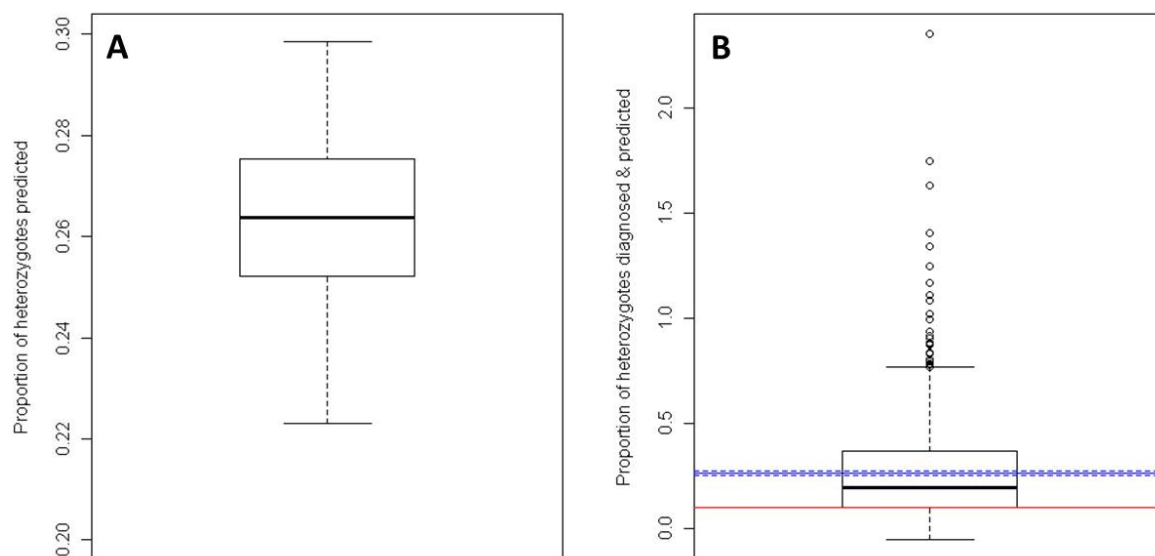 A
Proportion of heterozygotes predicted
0.30
0.28
0.26
0.24
0.22
0.20
B
Proportion of heterozygotes diagnosed & predicted
2.0
1.5
1.0
0.5
0.0